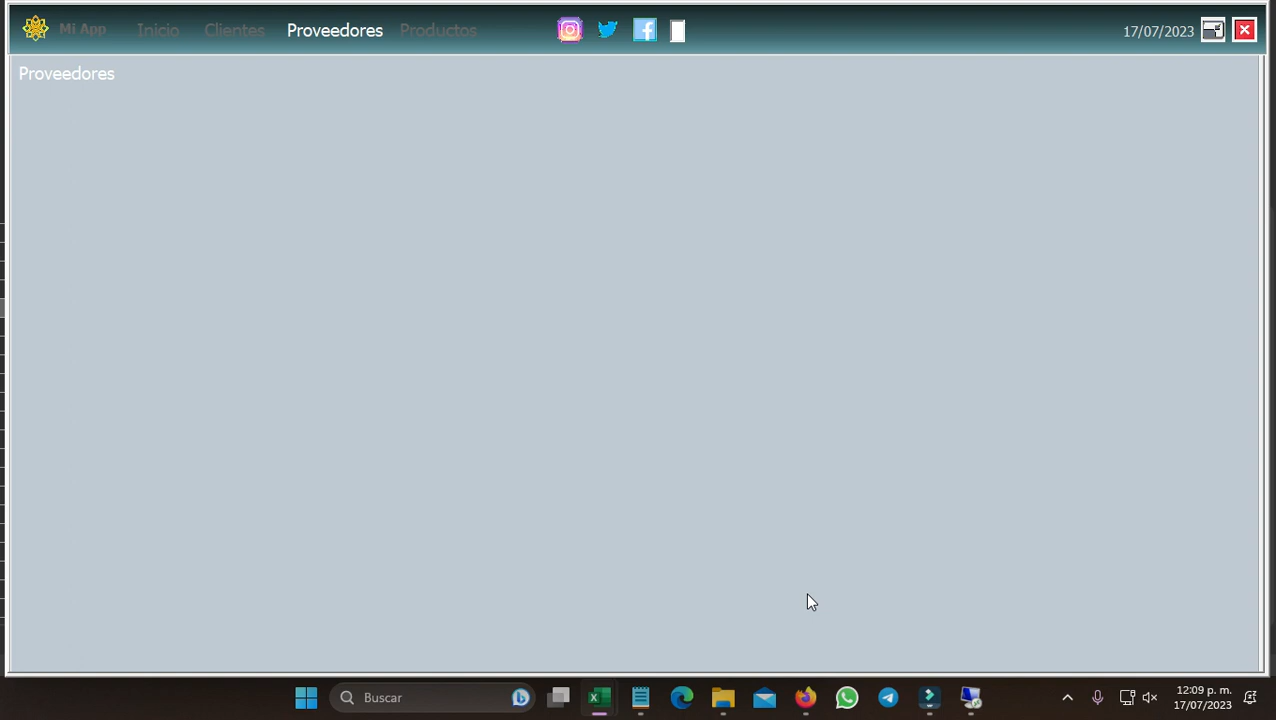 Mi App Inicio Clientes Proveedores Productos 17/07/2023
Proveedores
Buscar
12:09 p. m.
17/07/2023